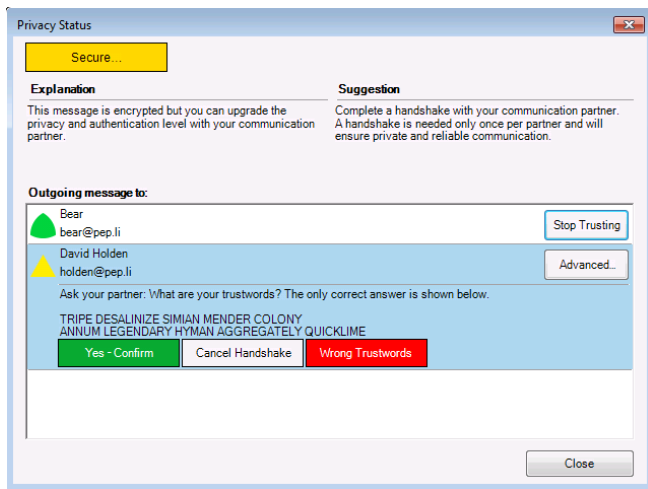 Privacy Status
Secure...
Explanation
This message is encrypted but you can upgrade the
privacy and authentication level with your communication
partner.
Suggestion
Complete a handshake with your communication partner.
A handshake is needed only once per partner and will
ensure private and reliable communication.
Outgoing message to:
Bear
bear@pep.li
Stop Trusting
David Holden
holden@pep.li
Advanced...
Ask your partner: What are your trustwords? The only correct answer is shown below.
TRIPE DESALINIZE SIMIAN MENDER COLONY
ANNUM LEGENDARY HYMAN AGGREGATELY QUICKLIME
Yes - Confirm
Cancel Handshake
Wrong Trustwords
Close